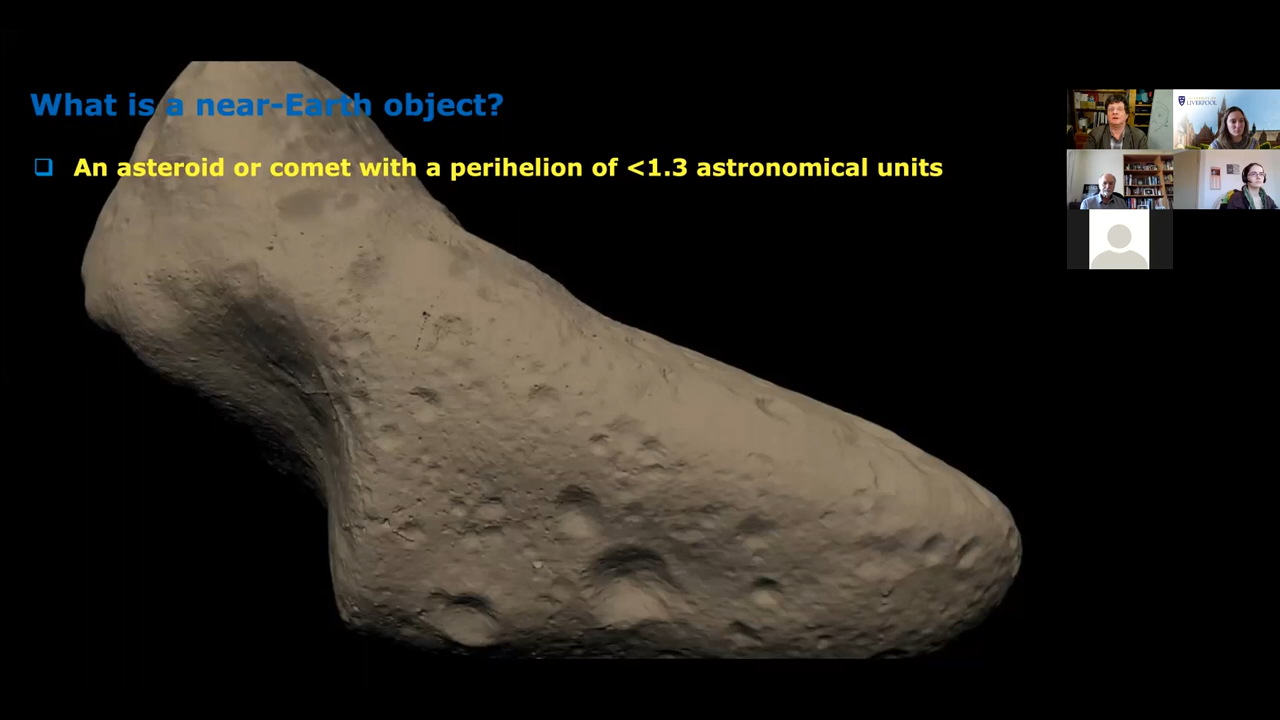 What is a near-Earth object?
❑ An asteroid or comet with a perihelion of <1.3 astronomical units
LIVERPOOL